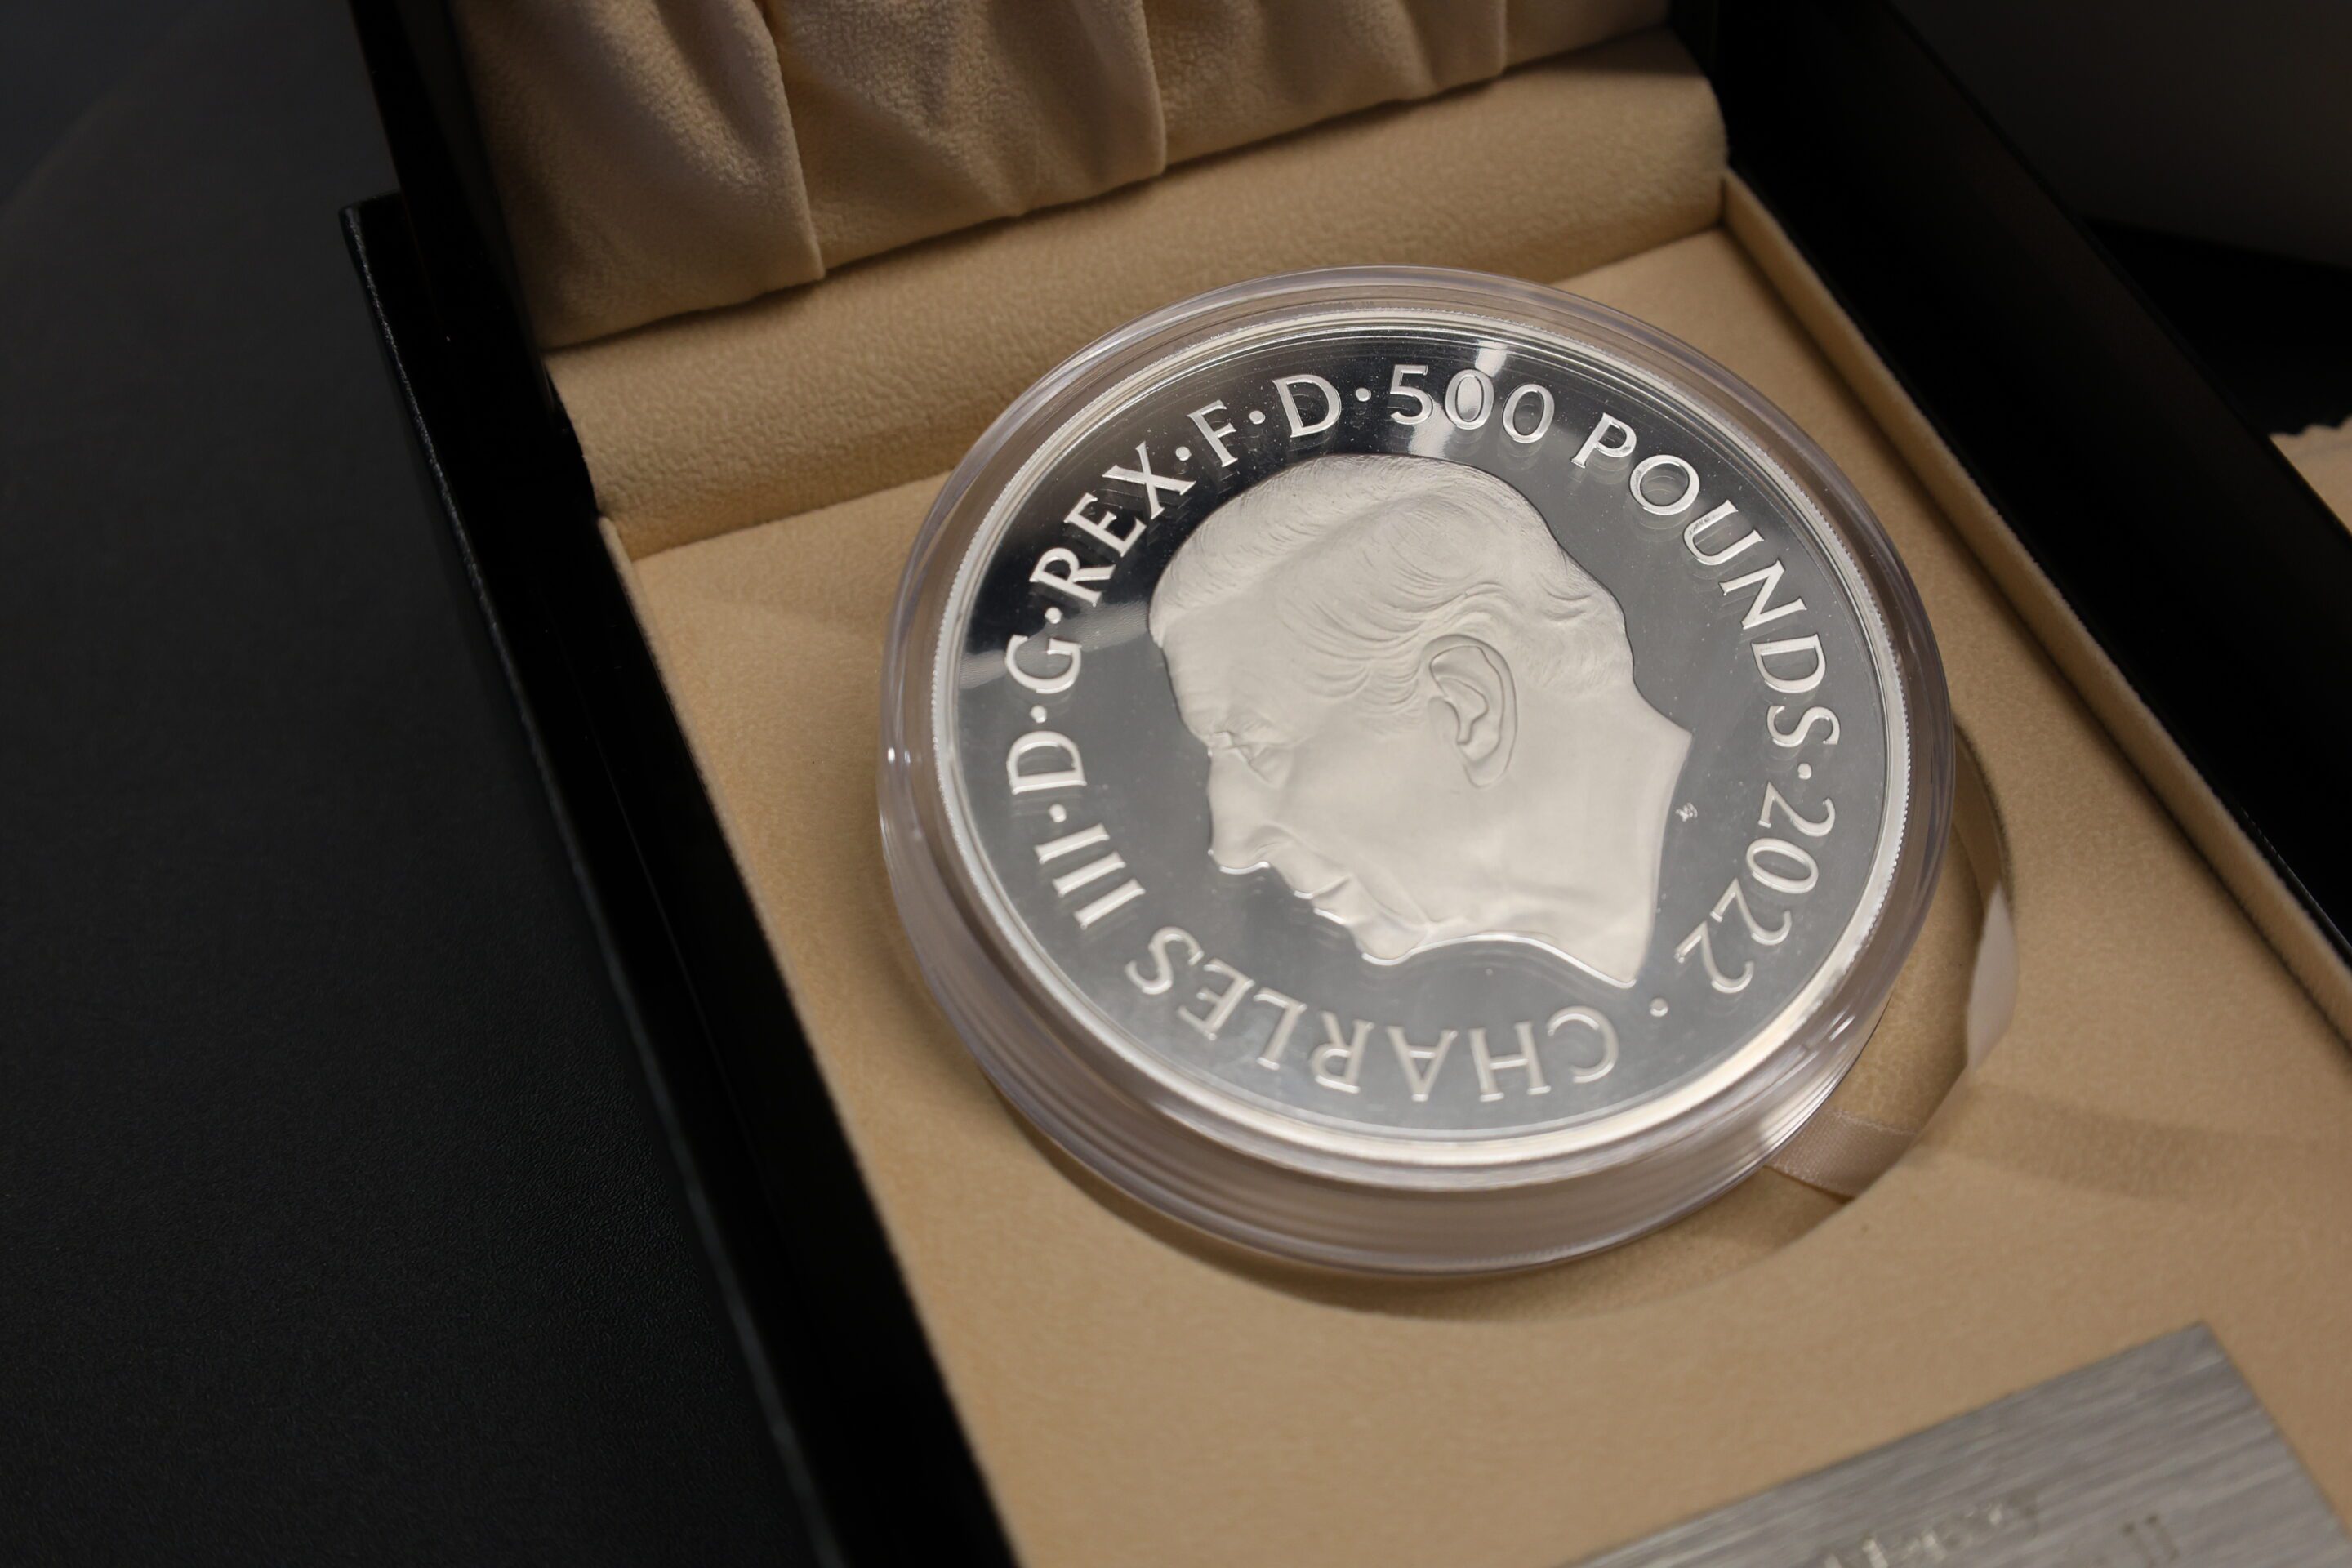 · CHARLES III · D · G · REX · F · D · 500 POUNDS · 2022